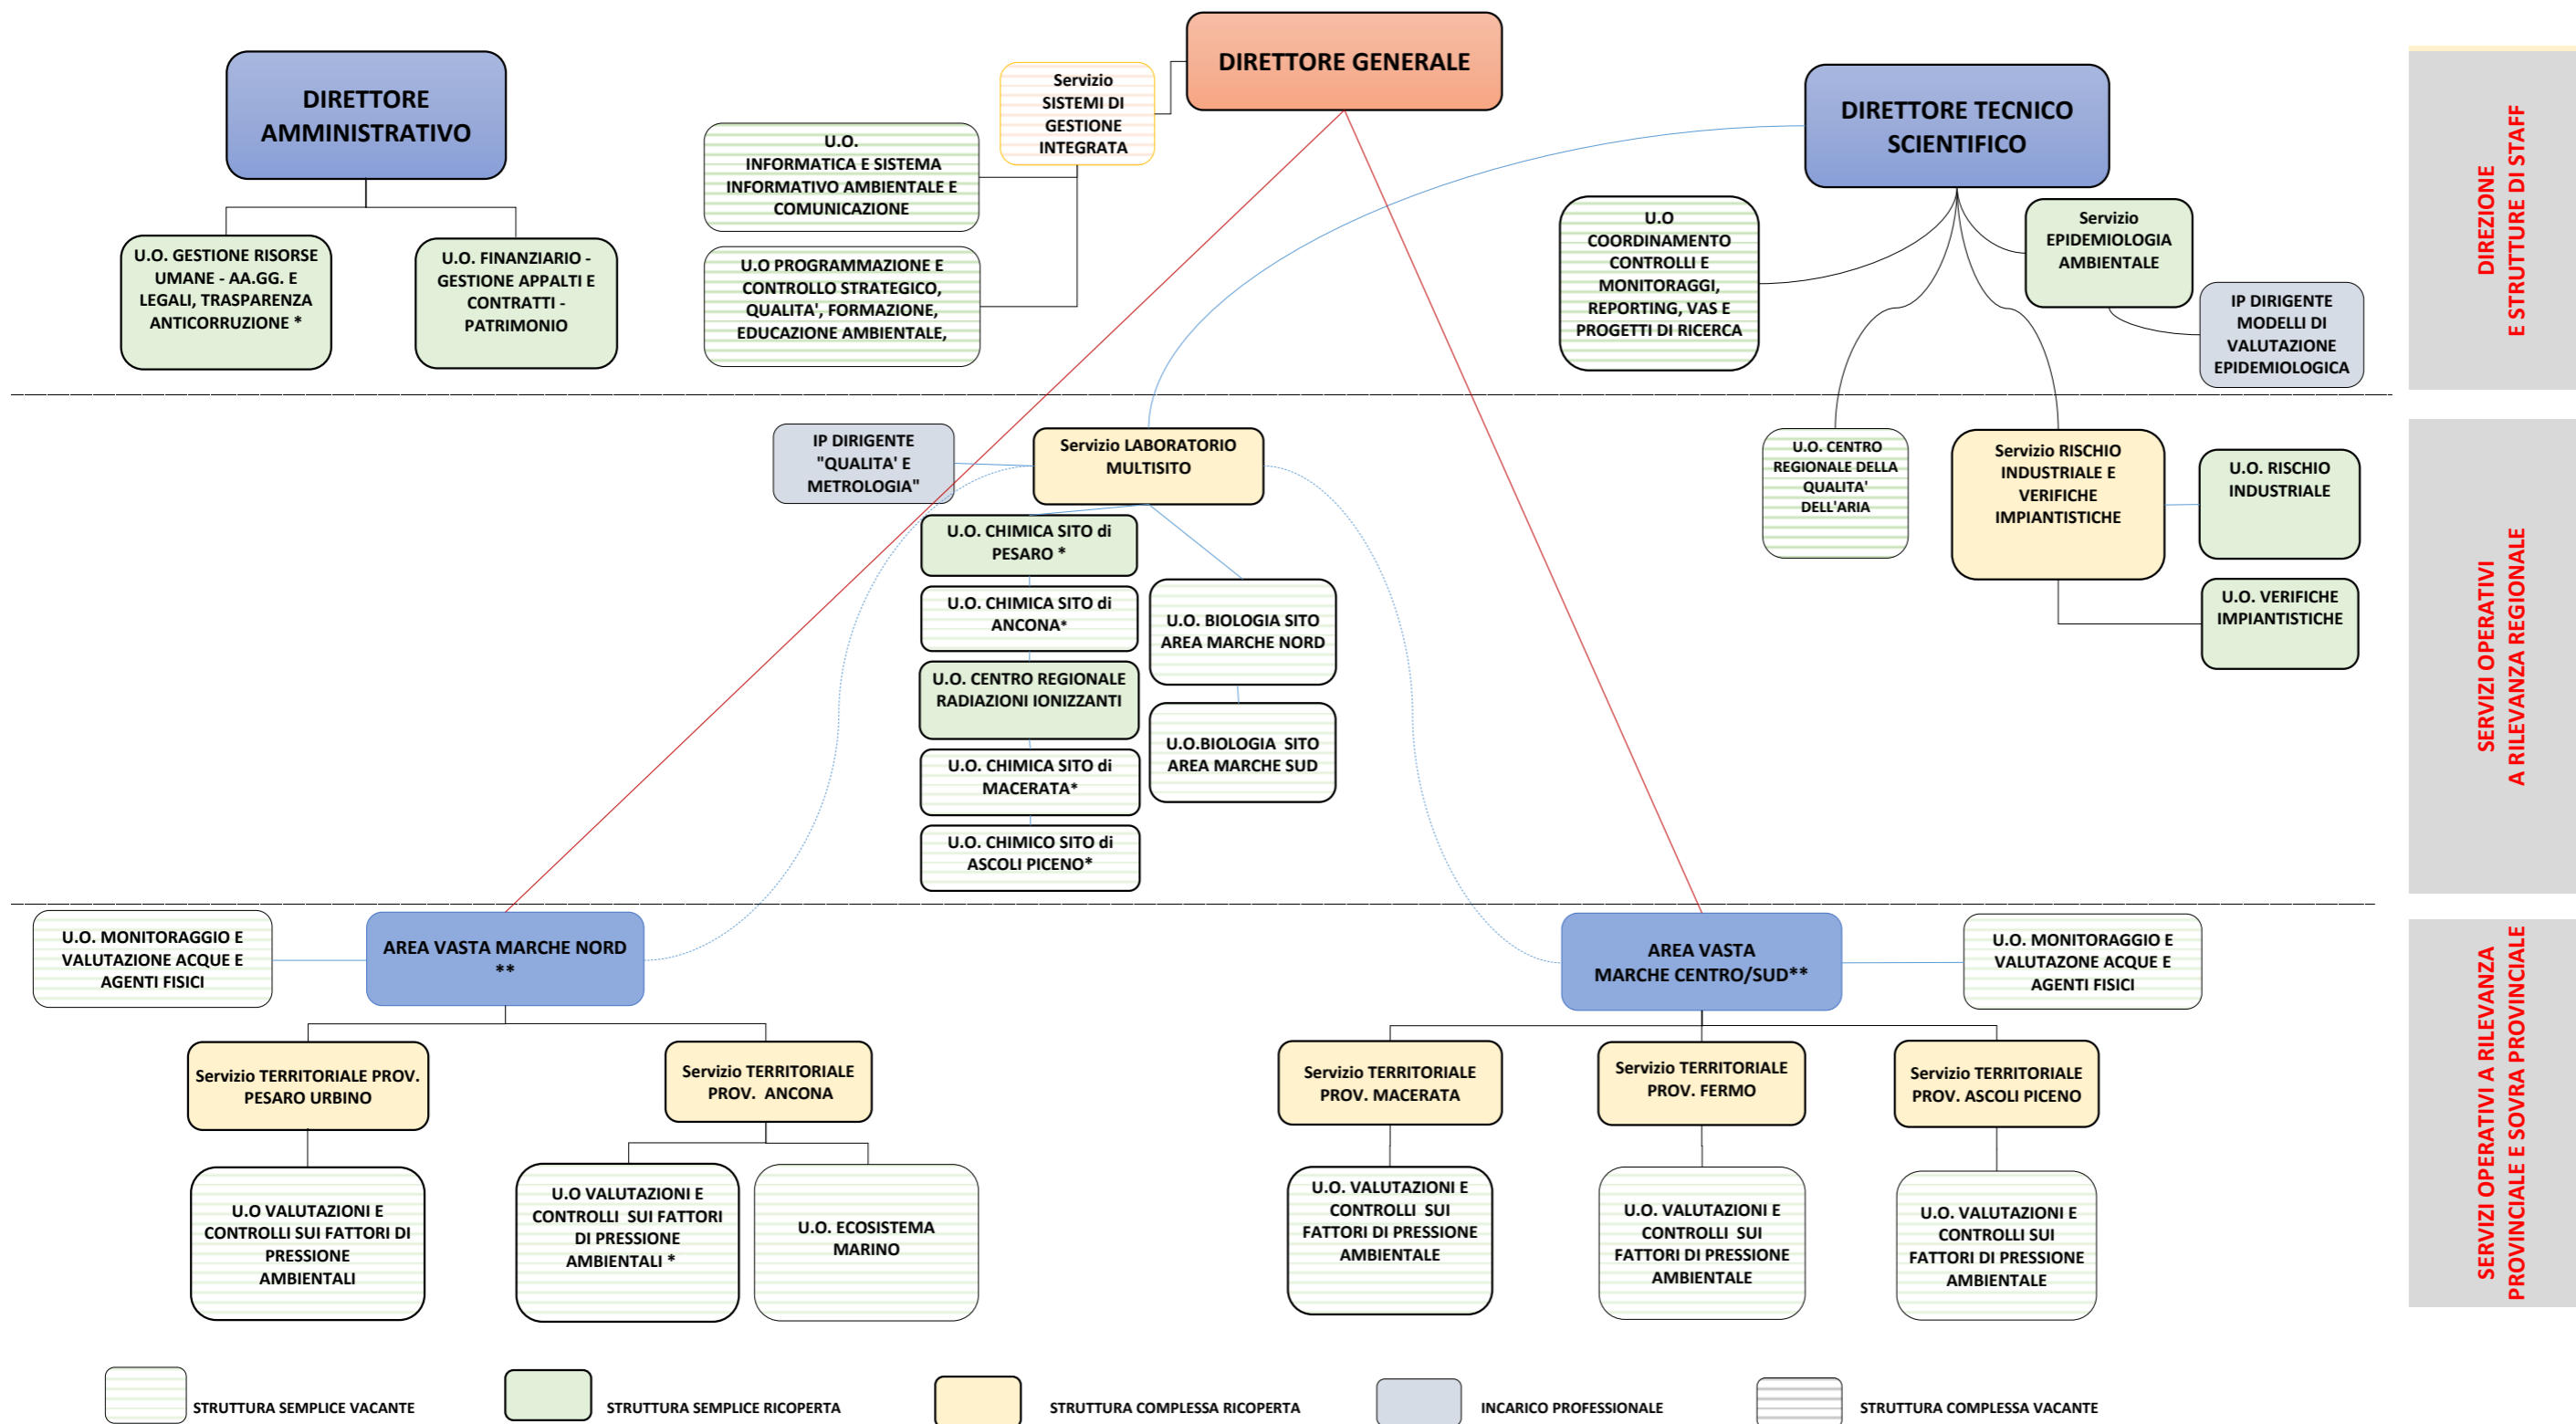 DIRETTORE GENERALE
DIRETTORE
AMMINISTRATIVO
Servizio
SISTEMI DI
GESTIONE
INTEGRATA
DIRETTORE TECNICO
SCIENTIFICO
U.O.
INFORMATICA E SISTEMA
INFORMATIVO AMBIENTALE E
COMUNICAZIONE
U.O. GESTIONE RISORSE
UMANE - AA.GG. E
LEGALI, TRASPARENZA
ANTICORRUZIONE *
U.O. FINANZIARIO -
GESTIONE APPALTI E
CONTRATTI -
PATRIMONIO
U.O PROGRAMMAZIONE E
CONTROLLO STRATEGICO,
QUALITA', FORMAZIONE,
EDUCAZIONE AMBIENTALE,
U.O
COORDINAMENTO
CONTROLLI E
MONITORAGGI,
REPORTING, VAS E
PROGETTI DI RICERCA
Servizio
EPIDEMIOLOGIA
AMBIENTALE
IP DIRIGENTE
MODELLI DI
VALUTAZIONE
EPIDEMIOLOGICA
DIREZIONE
E STRUTTURE DI STAFF
IP DIRIGENTE
"QUALITA' E
METROLOGIA"
Servizio LABORATORIO
MULTISITO
U.O. CENTRO
REGIONALE DELLA
QUALITA'
DELL'ARIA
Servizio RISCHIO
INDUSTRIALE E
VERIFICHE
IMPIANTISTICHE
U.O. RISCHIO
INDUSTRIALE
U.O. VERIFICHE
IMPIANTISTICHE
U.O. CHIMICA SITO di
PESARO *
U.O. CHIMICA SITO di
ANCONA*
U.O. CENTRO REGIONALE
RADIAZIONI IONIZZANTI
U.O. CHIMICA SITO di
MACERATA*
U.O. CHIMICO SITO di
ASCOLI PICENO*
U.O. BIOLOGIA SITO
AREA MARCHE NORD
U.O.BIOLOGIA SITO
AREA MARCHE SUD
SERVIZI OPERATIVI
A RILEVANZA REGIONALE
U.O. MONITORAGGIO E
VALUTAZIONE ACQUE E
AGENTI FISICI
AREA VASTA MARCHE NORD
**
AREA VASTA
MARCHE CENTRO/SUD**
U.O. MONITORAGGIO E
VALUTAZONE ACQUE E
AGENTI FISICI
Servizio TERRITORIALE PROV.
PESARO URBINO
Servizio TERRITORIALE
PROV. ANCONA
Servizio TERRITORIALE
PROV. MACERATA
Servizio TERRITORIALE
PROV. FERMO
Servizio TERRITORIALE
PROV. ASCOLI PICENO
U.O VALUTAZIONI E
CONTROLLI SUI FATTORI DI
PRESSIONE
AMBIENTALI
U.O VALUTAZIONI E
CONTROLLI SUI FATTORI
DI PRESSIONE
AMBIENTALI *
U.O. ECOSISTEMA
MARINO
U.O. VALUTAZIONI E
CONTROLLI SUI
FATTORI DI PRESSIONE
AMBIENTALE
U.O. VALUTAZIONI E
CONTROLLI SUI
FATTORI DI PRESSIONE
AMBIENTALE
U.O. VALUTAZIONI E
CONTROLLI SUI
FATTORI DI PRESSIONE
AMBIENTALE
SERVIZI OPERATIVI A RILEVANZA
PROVINCIALE E SOVRA PROVINCIALE
STRUTTURA SEMPLICE VACANTE
STRUTTURA SEMPLICE RICOPERTA
STRUTTURA COMPLESSA RICOPERTA
INCARICO PROFESSIONALE
STRUTTURA COMPLESSA VACANTE